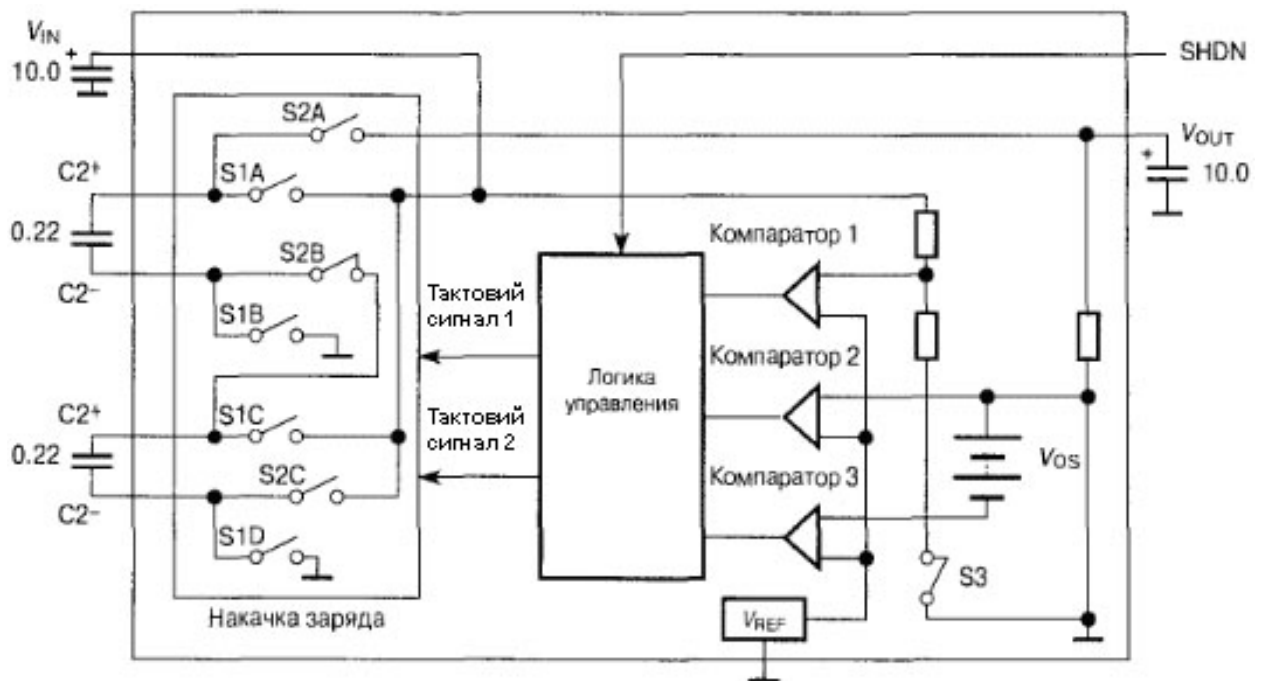 VIN
+
10.0
SHDN
S2A
VOUT
+
10.0
C2+
S1A
0.22
Компаратор 1
S2B
C2-
Тактовий
сигнал 1
S1B
Компаратор 2
Логика
управления
C2+
S1C
Тактовий
сигнал 2
0.22
VOS
S2C
Компаратор 3
C2-
S1D
S3
Накачка заряда
VREF